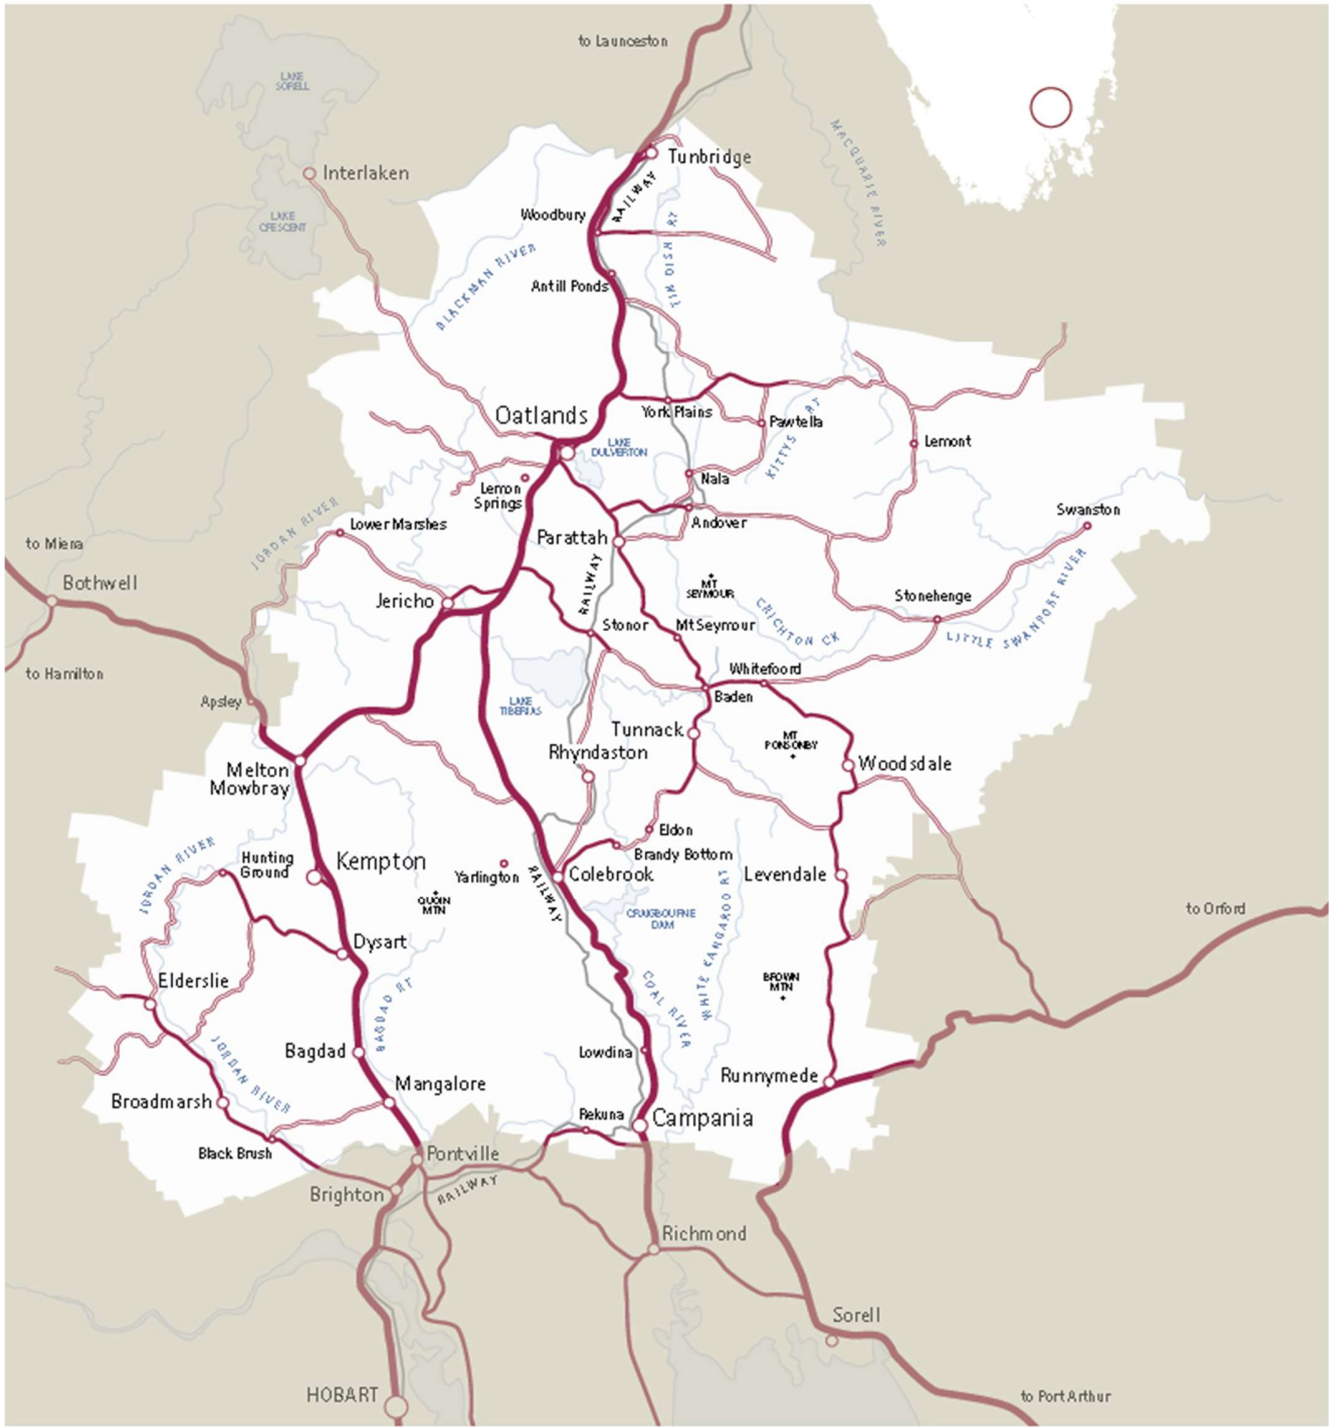 to Launceston
LAKE
SORELL
MACQUARIE RIVER
Tunbridge
Interlaken
RAILWAY
LAKE
CRESCENT
Woodbury
TIN DISH RT
BLACKMAN RIVER
Antill Ponds
York Plains
Oatlands
Pawtella
KITTYS RT
LAKE
DULVERTON
Lemont
Nala
Lemon
Springs
JORDAN RIVER
Lower Marshes
Swanston
Andover
Parattah
to Miena
Bothwell
RAILWAY
MT
SEYMOUR
Jericho
Stonehenge
CRICHTON CK
LITTLE SWANPORT RIVER
Stonor
Mt Seymour
to Hamilton
Whitefoord
Apsley
Baden
LAKE
TIBERIAS
Tunnack
MT
PONSONBY
Rhyndaston
Woodsdale
Melton
Mowbray
Eldon
JORDAN RIVER
Hunting
Ground
Kempton
Brandy Bottom
Yarlington
Colebrook
Levendale
RAILWAY
QUOIN
MTN
CRAIGBOURNE
DAM
WHITE KANGAROO RT
to Orford
Dysart
Elderslie
BROWN
MTN
BAGDAD RT
COAL RIVER
JORDAN RIVER
Bagdad
Lowdina
Runnymede
Mangalore
Broadmarsh
Rekuna
Campania
Black Brush
Pontville
RAILWAY
Brighton
Richmond
Sorell
HOBART
to Port Arthur